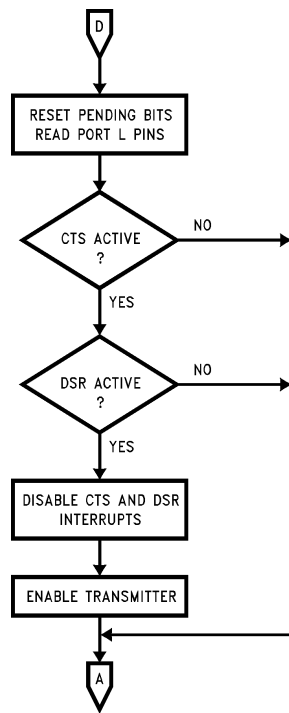 D
RESET PENDING BITS
READ PORT L PINS
CTS ACTIVE
?
NO
YES
DSR ACTIVE
?
NO
YES
DISABLE CTS AND DSR
INTERRUPTS
ENABLE TRANSMITTER
A